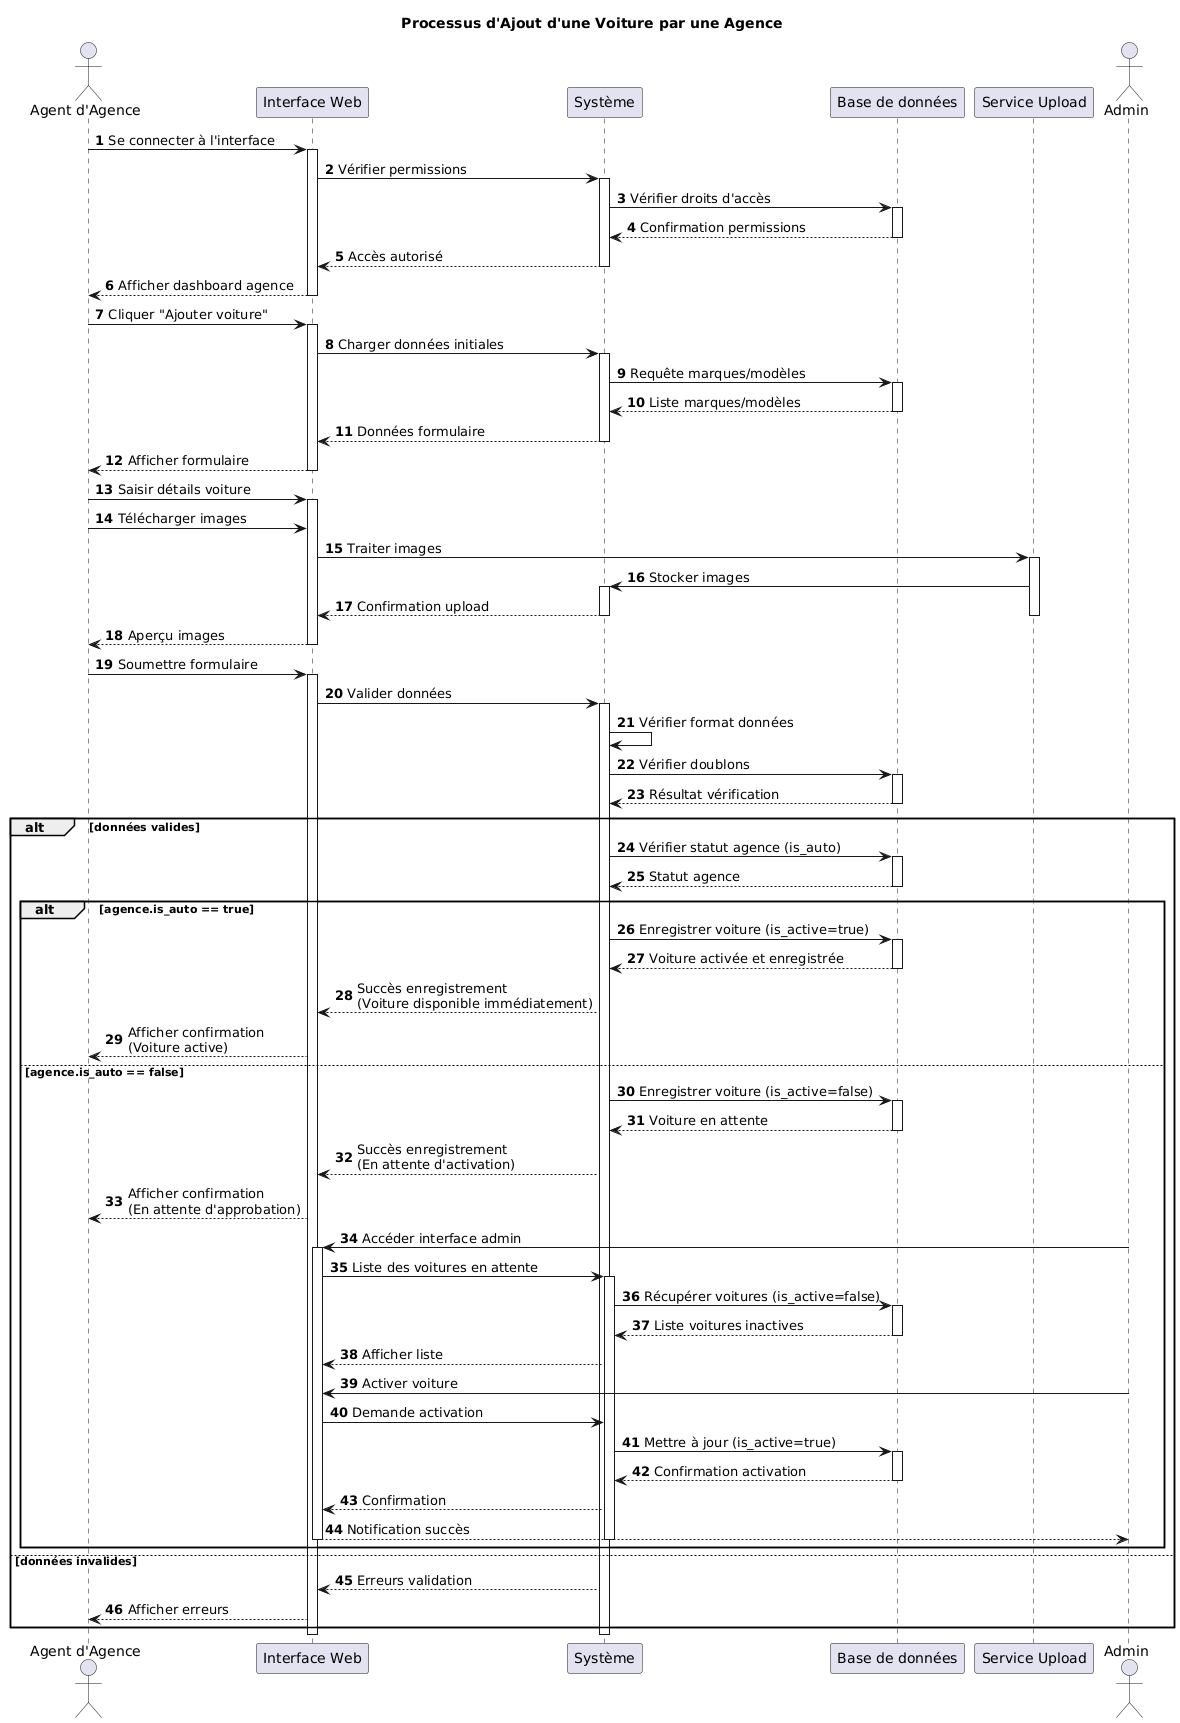 Processus d'Ajout d'une Voiture par une Agence
Agent d'Agence
Interface Web
Système
Base de données
Service Upload
Admin
1 Se connecter à l'interface
2 Vérifier permissions
3 Vérifier droits d'accès
4 Confirmation permissions
5 Accès autorisé
6 Afficher dashboard agence
7 Cliquer "Ajouter voiture"
8 Charger données initiales
9 Requête marques/modèles
10 Liste marques/modèles
11 Données formulaire
12 Afficher formulaire
13 Saisir détails voiture
14 Télécharger images
15 Traiter images
16 Stocker images
17 Confirmation upload
18 Aperçu images
19 Soumettre formulaire
20 Valider données
21 Vérifier format données
22 Vérifier doublons
23 Résultat vérification
alt [données valides]
24 Vérifier statut agence (is_auto)
25 Statut agence
alt [agence.is_auto == true]
26 Enregistrer voiture (is_active=true)
27 Voiture activée et enregistrée
28 Succès enregistrement
(Voiture disponible immédiatement)
29 Afficher confirmation
(Voiture active)
[agence.is_auto == false]
30 Enregistrer voiture (is_active=false)
31 Voiture en attente
32 Succès enregistrement
(En attente d'activation)
33 Afficher confirmation
(En attente d'approbation)
34 Accéder interface admin
35 Liste des voitures en attente
36 Récupérer voitures (is_active=false)
37 Liste voitures inactives
38 Afficher liste
39 Activer voiture
40 Demande activation
41 Mettre à jour (is_active=true)
42 Confirmation activation
43 Confirmation
44 Notification succès
[données invalides]
45 Erreurs validation
46 Afficher erreurs
Agent d'Agence
Interface Web
Système
Base de données
Service Upload
Admin